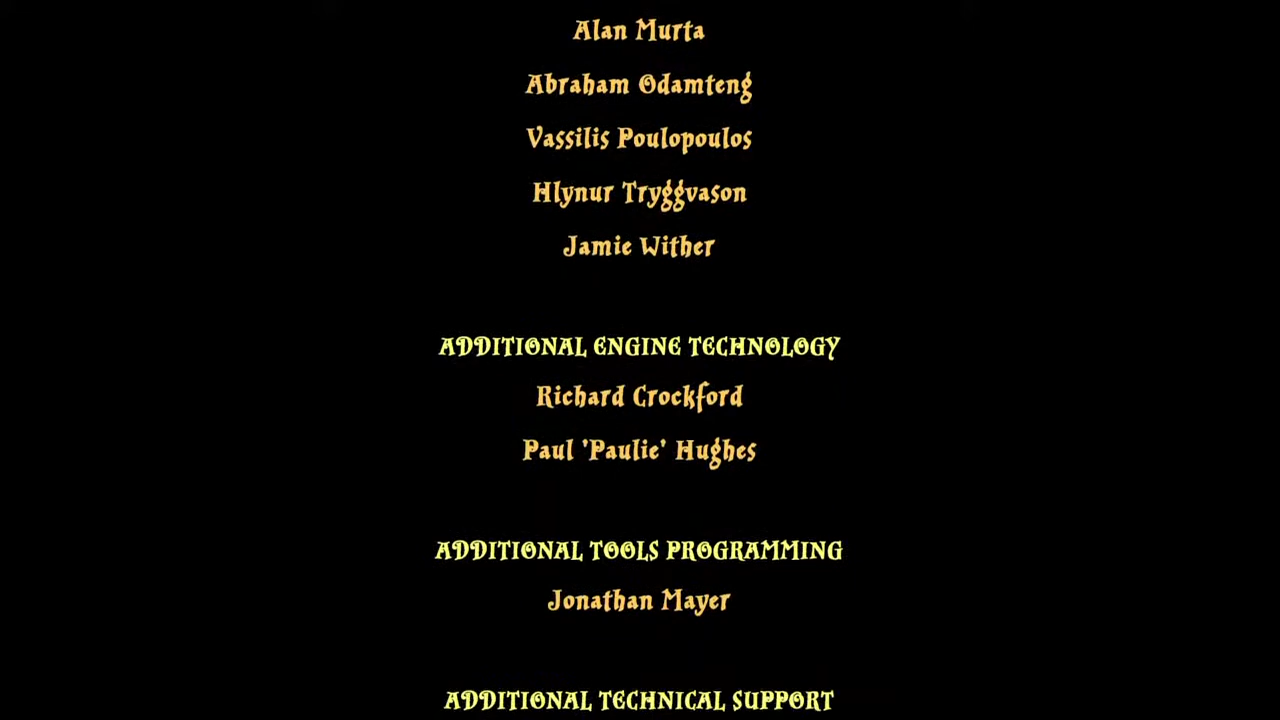 Alan Murta
Abraham Odamteng
Vassilis Poulopoulos
Hlynur Tryggvason
Jamie Wither
ADDITIONAL ENGINE TECHNOLOGY
Richard Crockford
Paul 'Paulie' Hughes
ADDITIONAL TOOLS PROGRAMMING
Jonathan Mayer
ADDITIONAL TECHNICAL SUPPORT